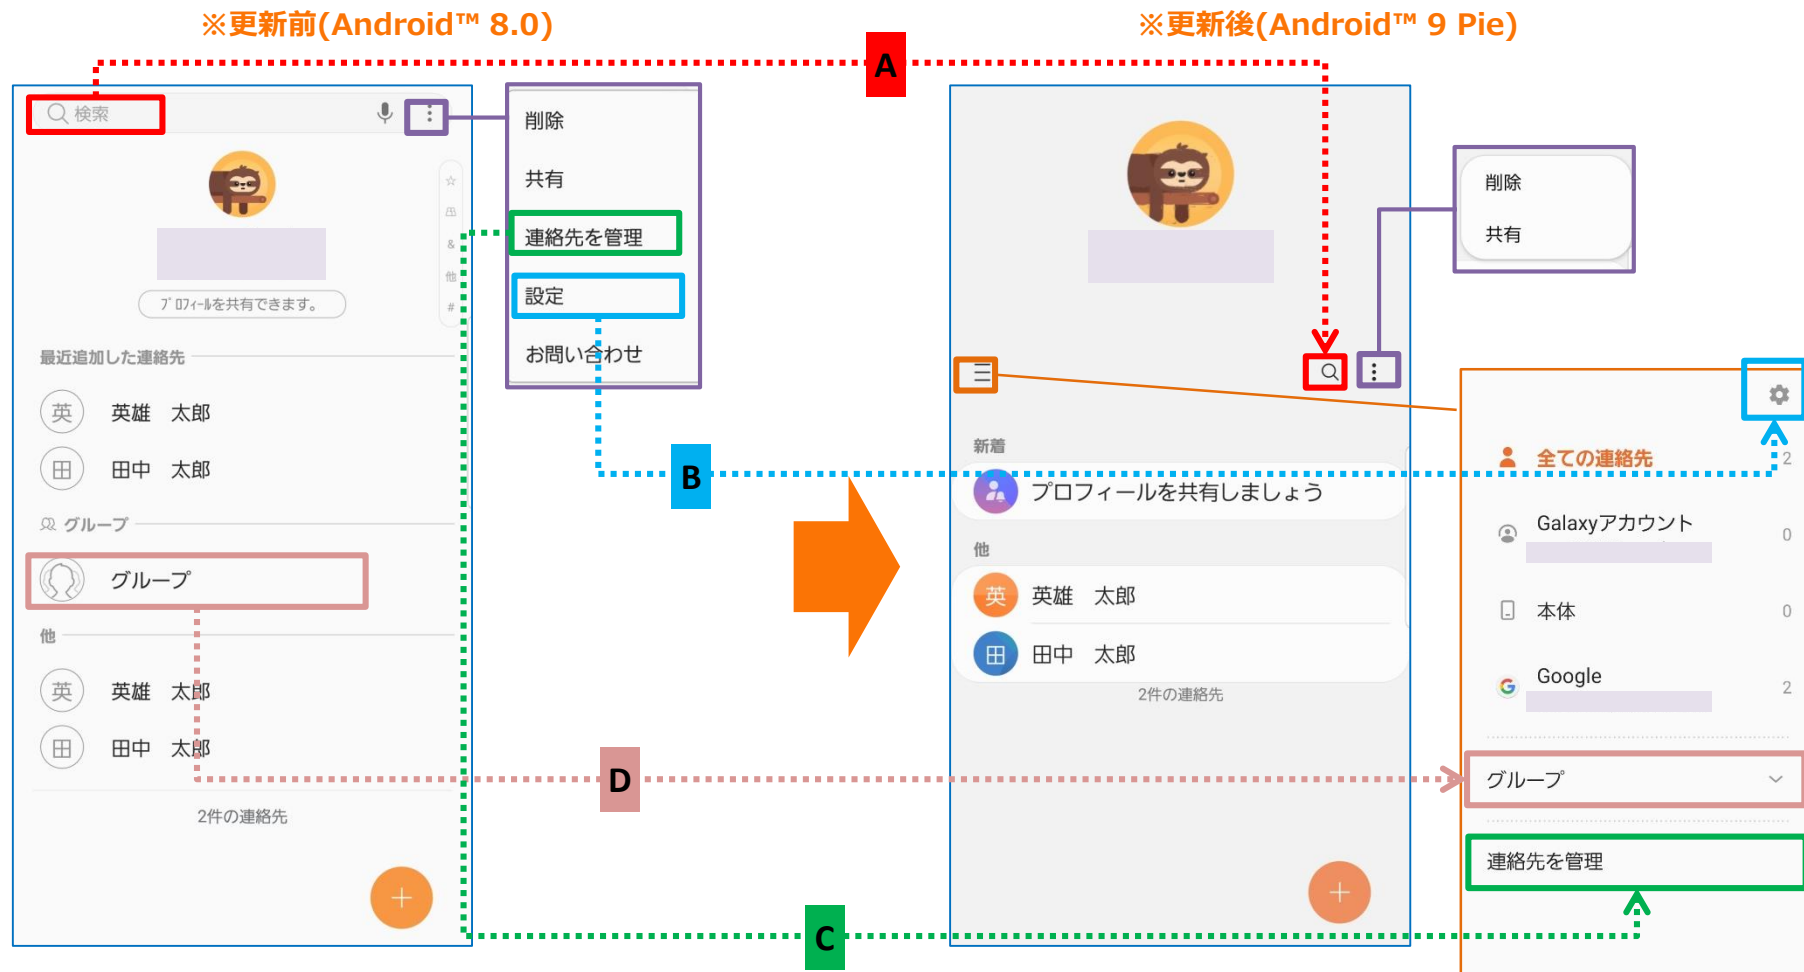 ※更新前(Android™ 8.0)
※更新後(Android™ 9 Pie)
A
検索
削除
共有
連絡先を管理
設定
お問い合わせ
☆
&
他
#
ﾌﾟﾛﾌｨｰﾙを共有できます。
最近追加した連絡先
英 英雄 太郎
田 田中 太郎
グループ
グループ
他
英 英雄 太郎
田 田中 太郎
2件の連絡先
B
D
C
削除
共有
新着
プロフィールを共有しましょう
他
英 英雄 太郎
田 田中 太郎
2件の連絡先
全ての連絡先 2
Galaxyアカウント 0
本体 0
Google 2
グループ
連絡先を管理